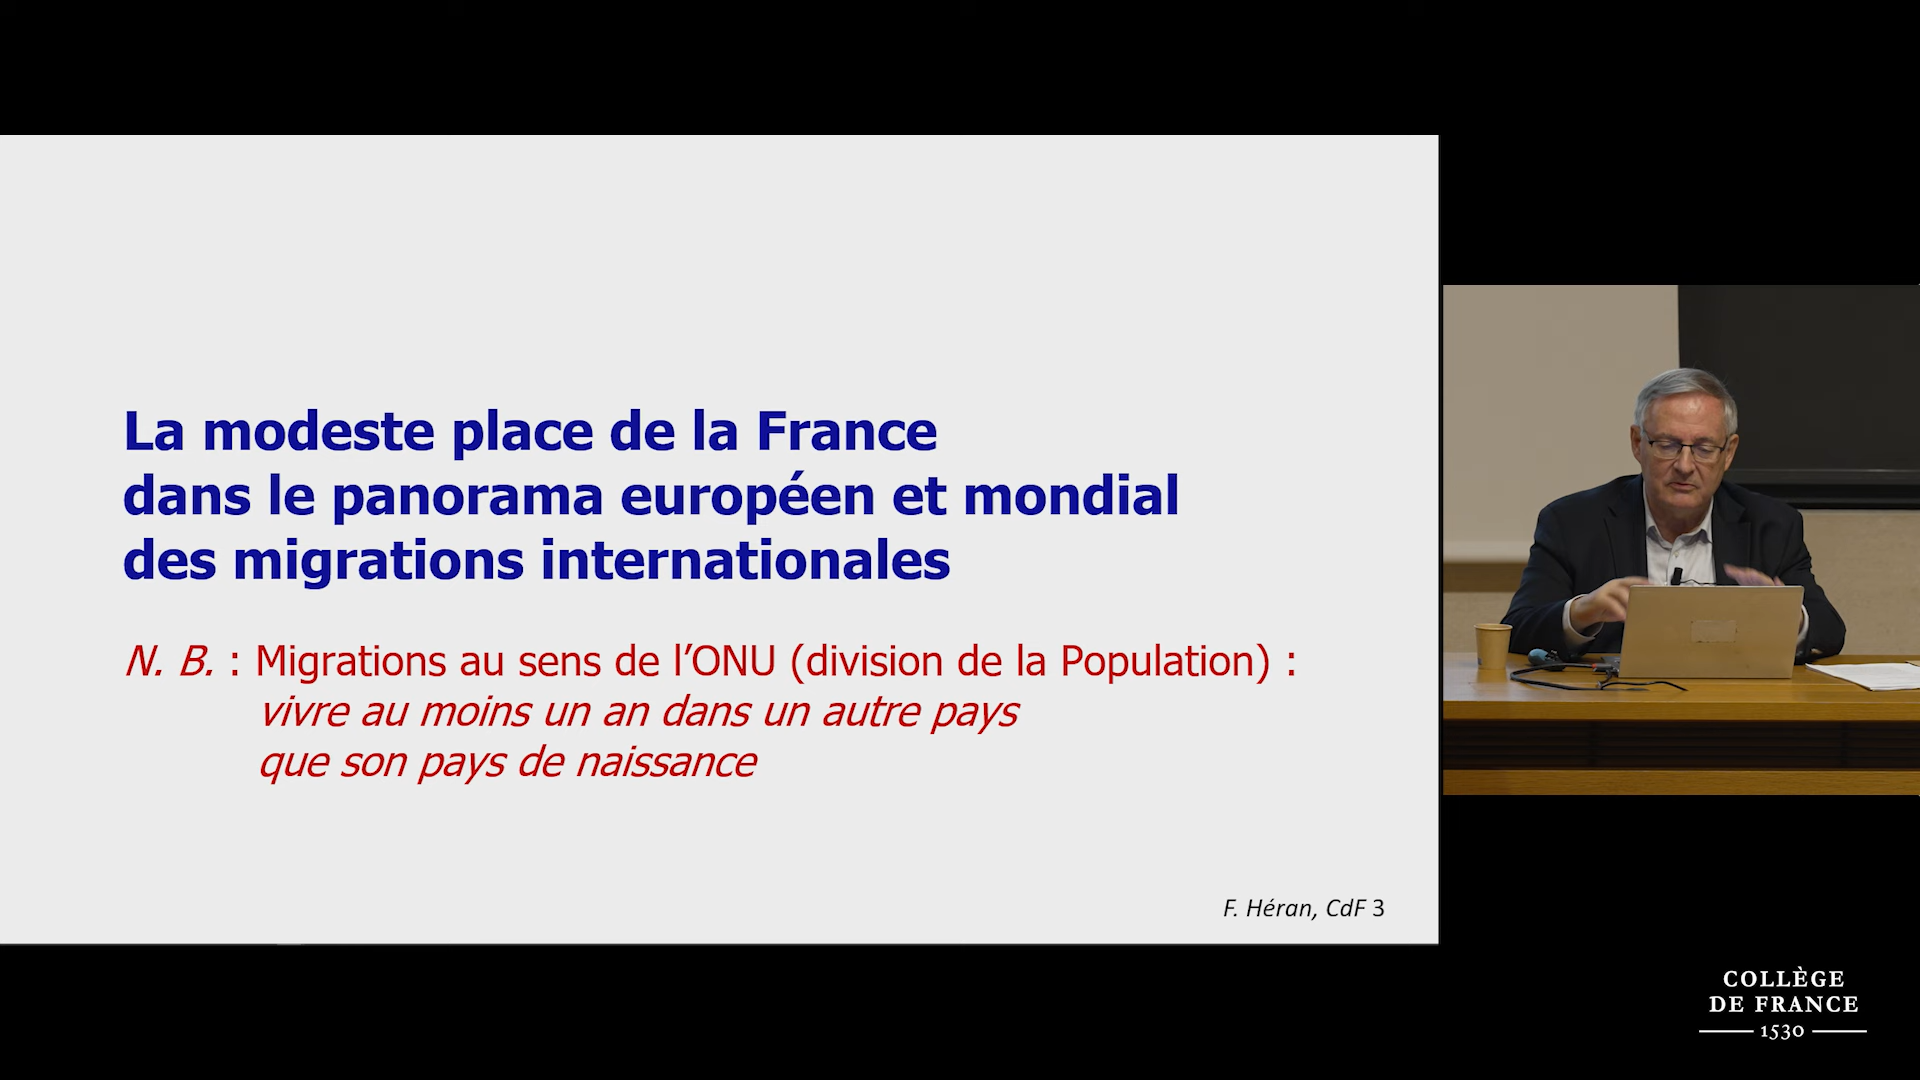 La modeste place de la France
dans le panorama européen et mondial
des migrations internationales
N. B. : Migrations au sens de l’ONU (division de la Population) :
vivre au moins un an dans un autre pays
que son pays de naissance
F. Héran, CdF 3
COLLÈGE
DE FRANCE
1530